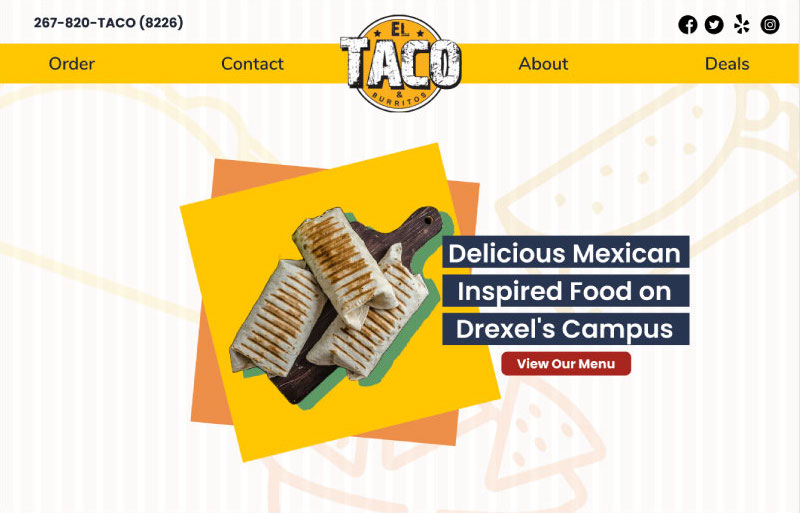 267-820-TACO (8226)
EL
TACO
&
BURRITOS
Order
Contact
About
Deals
Delicious Mexican
Inspired Food on
Drexel's Campus
View Our Menu